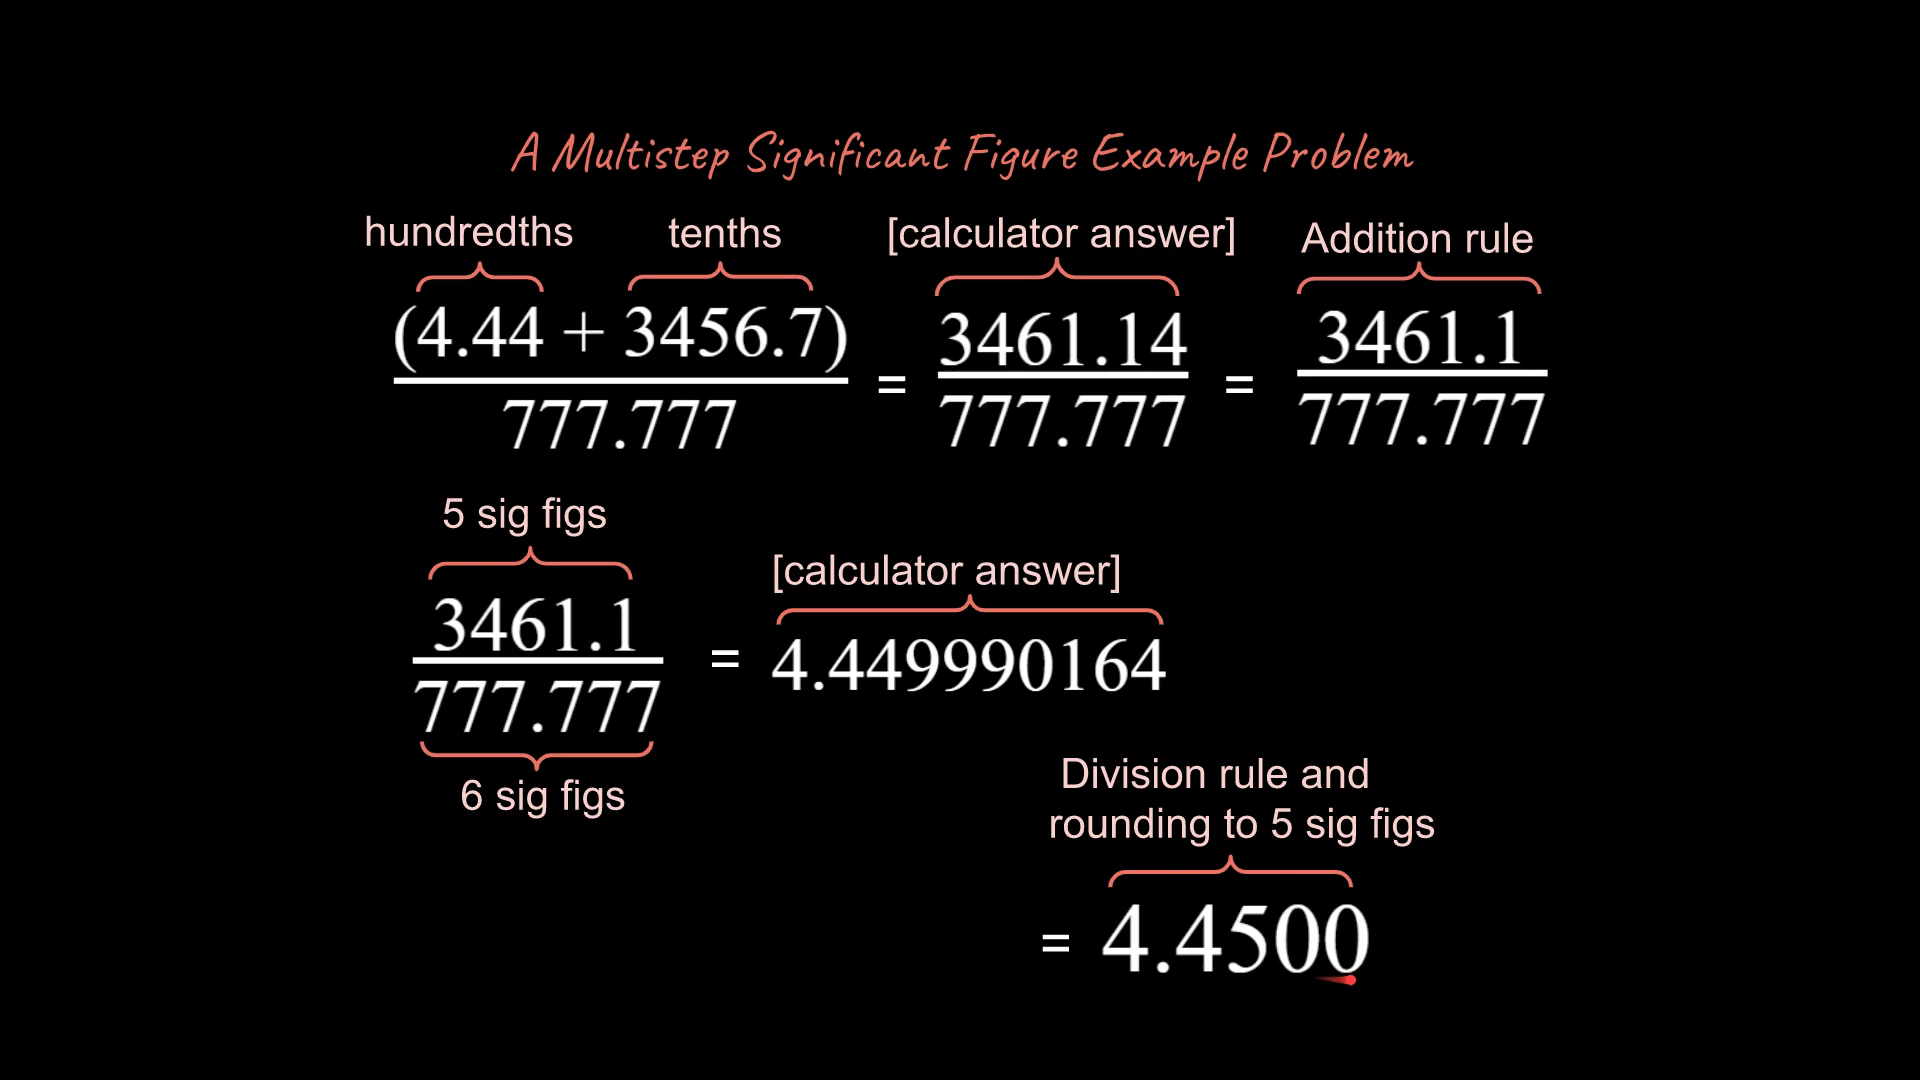 A Multistep Significant Figure Example Problem
hundredths tenths [calculator answer] Addition rule
(4.44 + 3456.7) 3461.14 3461.1
= =
777.777 777.777 777.777
5 sig figs
[calculator answer]
3461.1
= 4.449990164
777.777
6 sig figs
Division rule and
rounding to 5 sig figs
= 4.4500